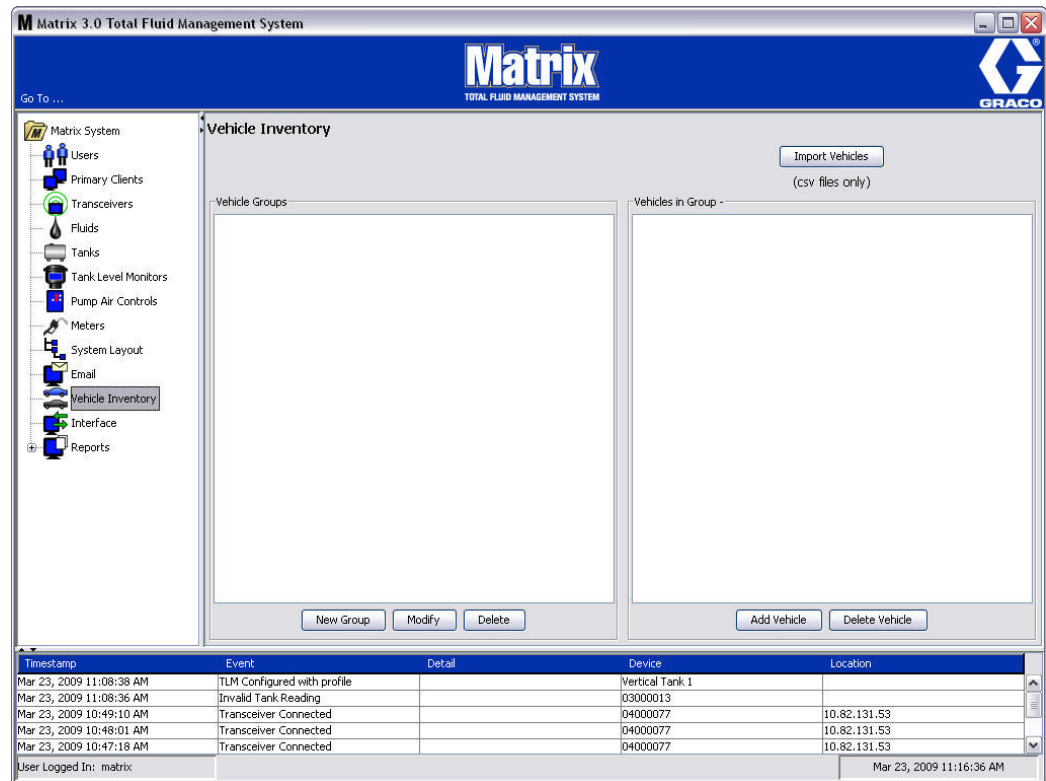 M Matrix 3.0 Total Fluid Management System
Matrix
TOTAL FLUID MANAGEMENT SYSTEM
Go To ...
G
®
GRACO
M Matrix System
Users
Primary Clients
Transceivers
Fluids
Tanks
Tank Level Monitors
Pump Air Controls
Meters
System Layout
Email
Vehicle Inventory
Interface
Reports
Vehicle Inventory
Import Vehicles
(csv files only)
Vehicle Groups
Vehicles in Group -
New Group Modify Delete
Add Vehicle Delete Vehicle
Timestamp Event Detail Device Location
Mar 23, 2009 11:08:38 AM TLM Configured with profile Vertical Tank 1
Mar 23, 2009 11:08:36 AM Invalid Tank Reading 03000013
Mar 23, 2009 10:49:10 AM Transceiver Connected 04000077 10.82.131.53
Mar 23, 2009 10:48:01 AM Transceiver Connected 04000077 10.82.131.53
Mar 23, 2009 10:47:18 AM Transceiver Connected 04000077 10.82.131.53
User Logged In: matrix Mar 23, 2009 11:16:36 AM